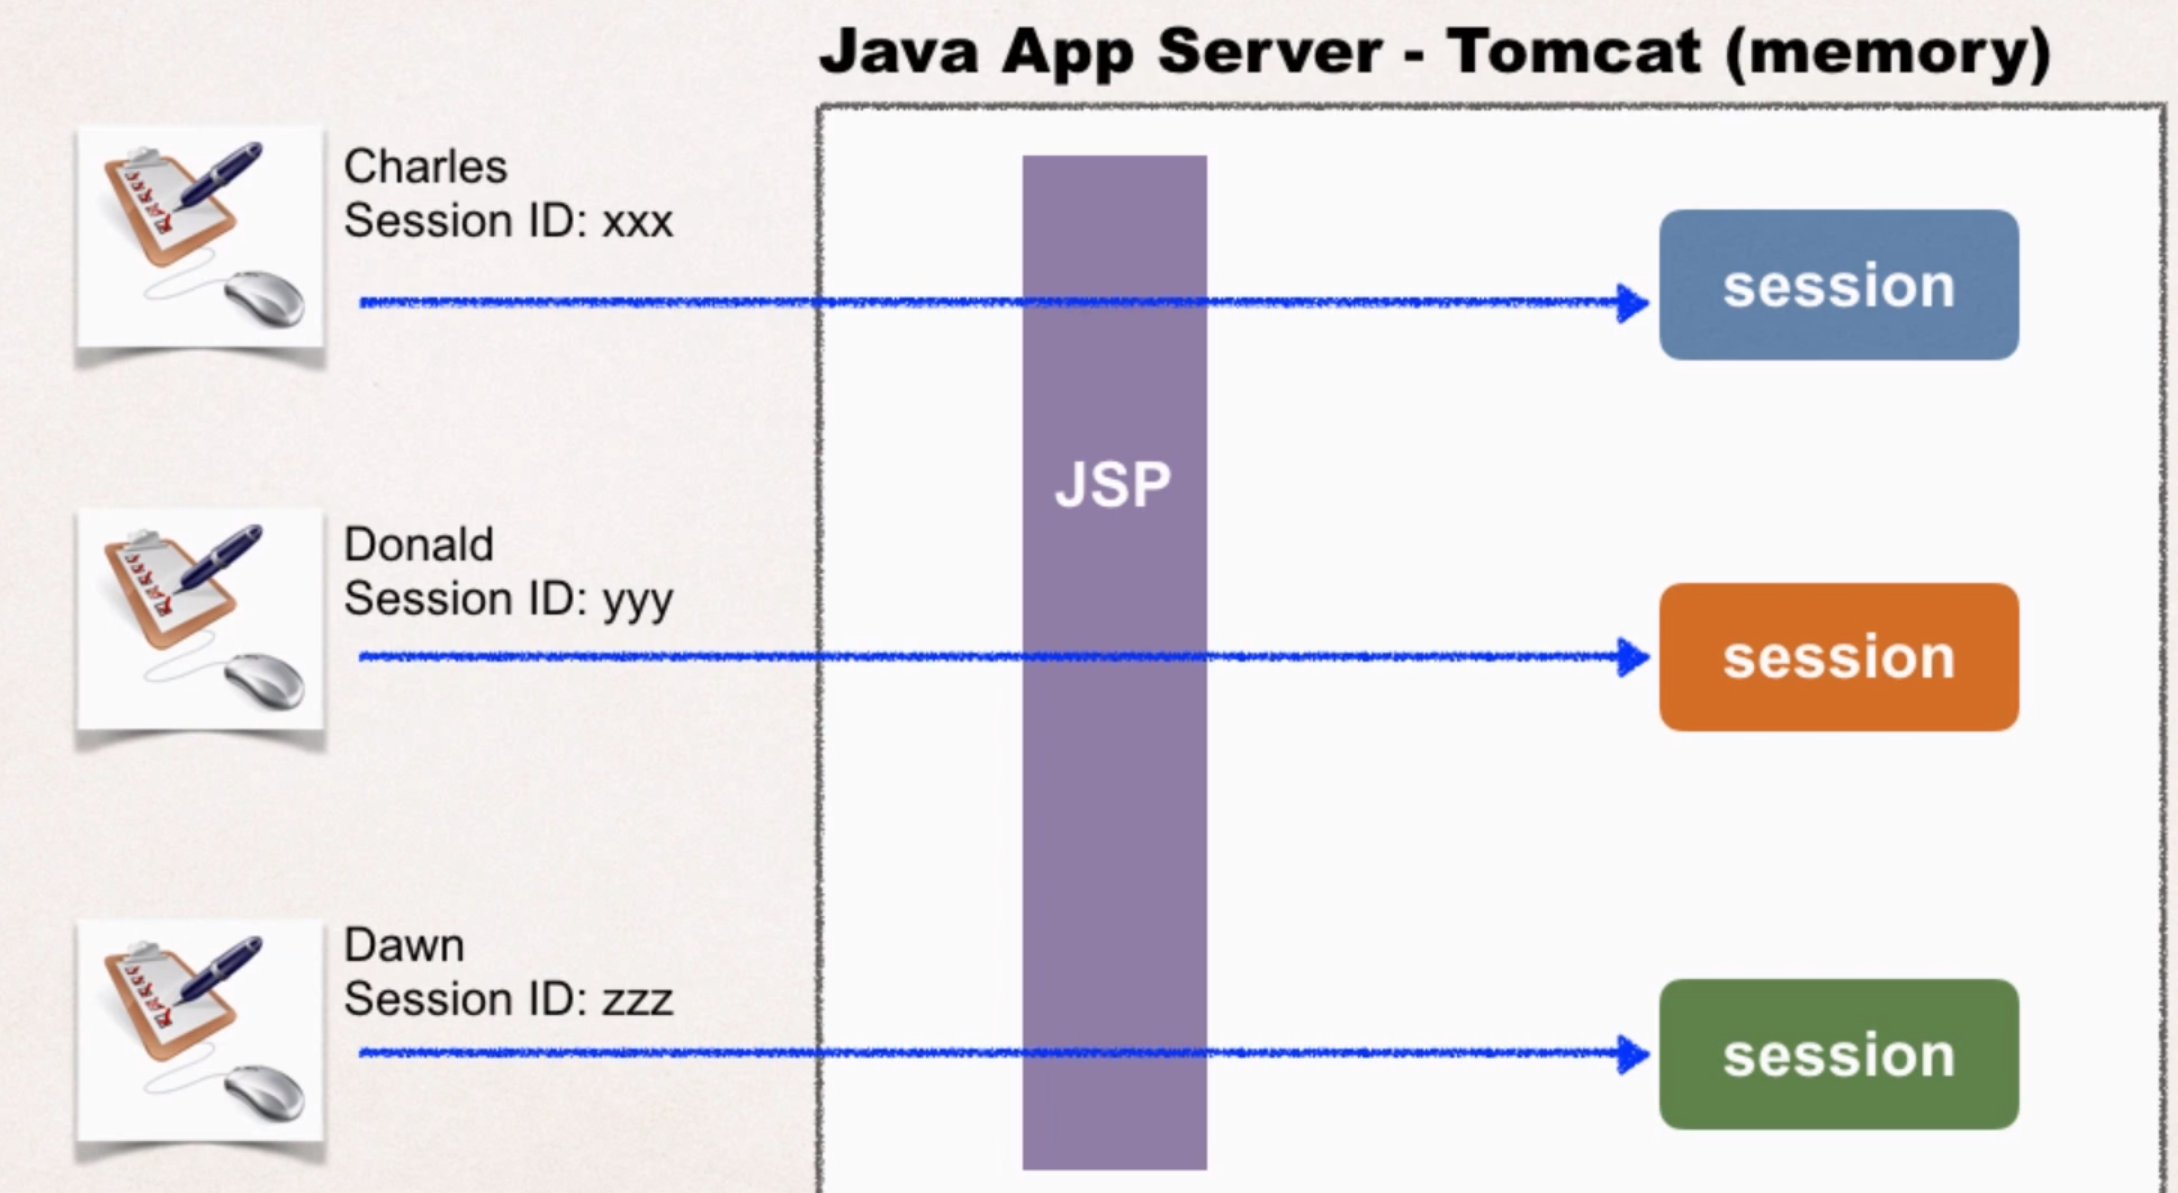 Java App Server - Tomcat (memory)
Charles
Session ID: xxx
session
JSP
Donald
Session ID: yyy
session
Dawn
Session ID: zzz
session